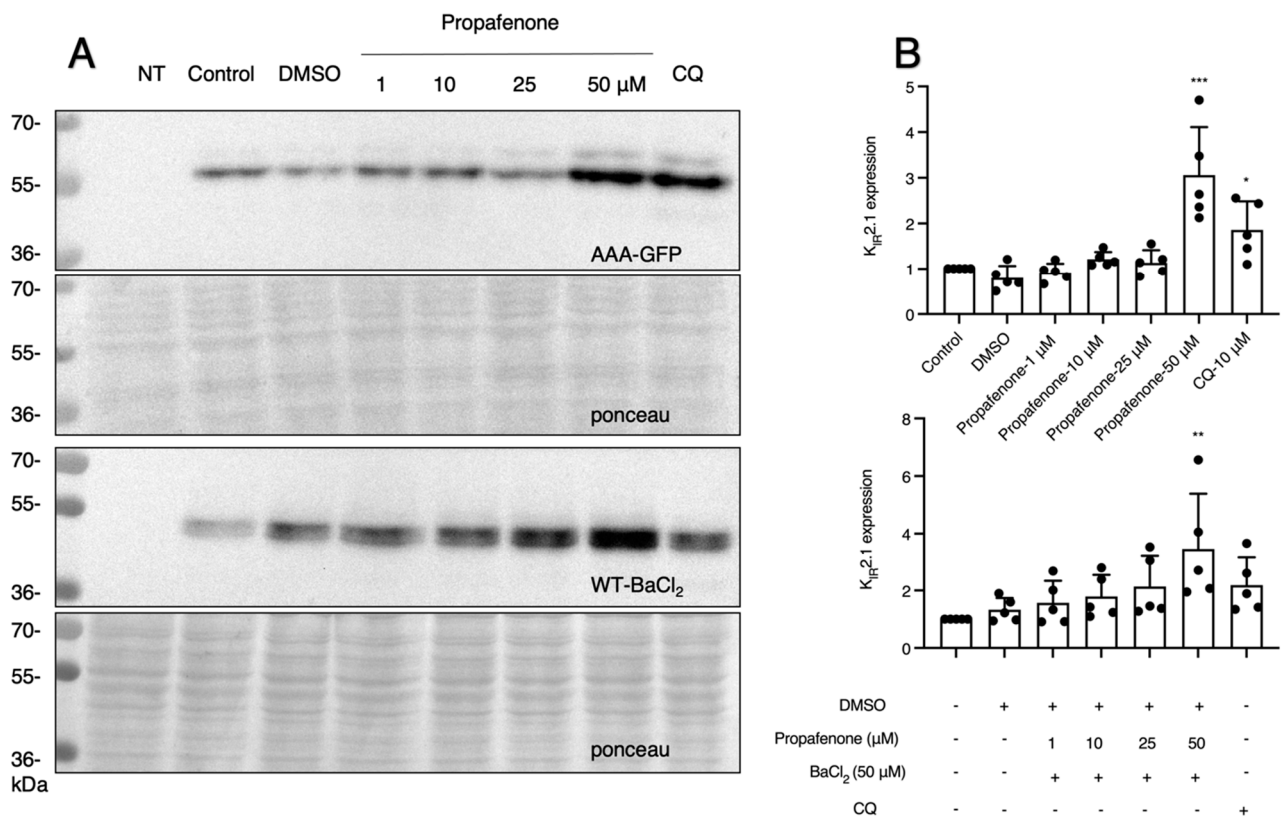 A
Propafenone
NT Control DMSO 1 10 25 50 μM CQ
70-
55-
36-
AAA-GFP
70-
55-
36-
ponceau
70-
55-
36-
WT-BaCl₂
70-
55-
36-
ponceau
kDa
B
K_IR2.1 expression
5
4
3
2
1
0
***
*
Control
DMSO
Propafenone-1 μM
Propafenone-10 μM
Propafenone-25 μM
Propafenone-50 μM
CQ-10 μM
K_IR2.1 expression
8
6
4
2
0
**
DMSO - + + + + + -
Propafenone (μM) - - 1 10 25 50 -
BaCl₂ (50 μM) - - + + + + -
CQ - - - - - - +